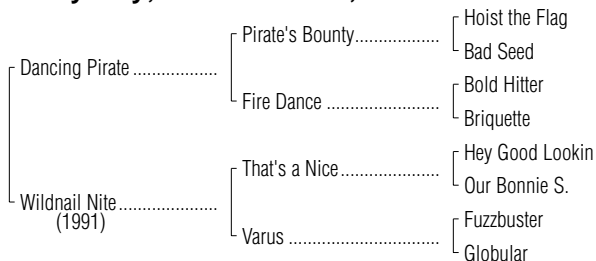 Hoist the Flag
Pirate's Bounty
Bad Seed
Dancing Pirate
Bold Hitter
Fire Dance
Briquette
Hey Good Lookin
That's a Nice
Our Bonnie S.
Wildnail Nite
(1991)
Fuzzbuster
Varus
Globular